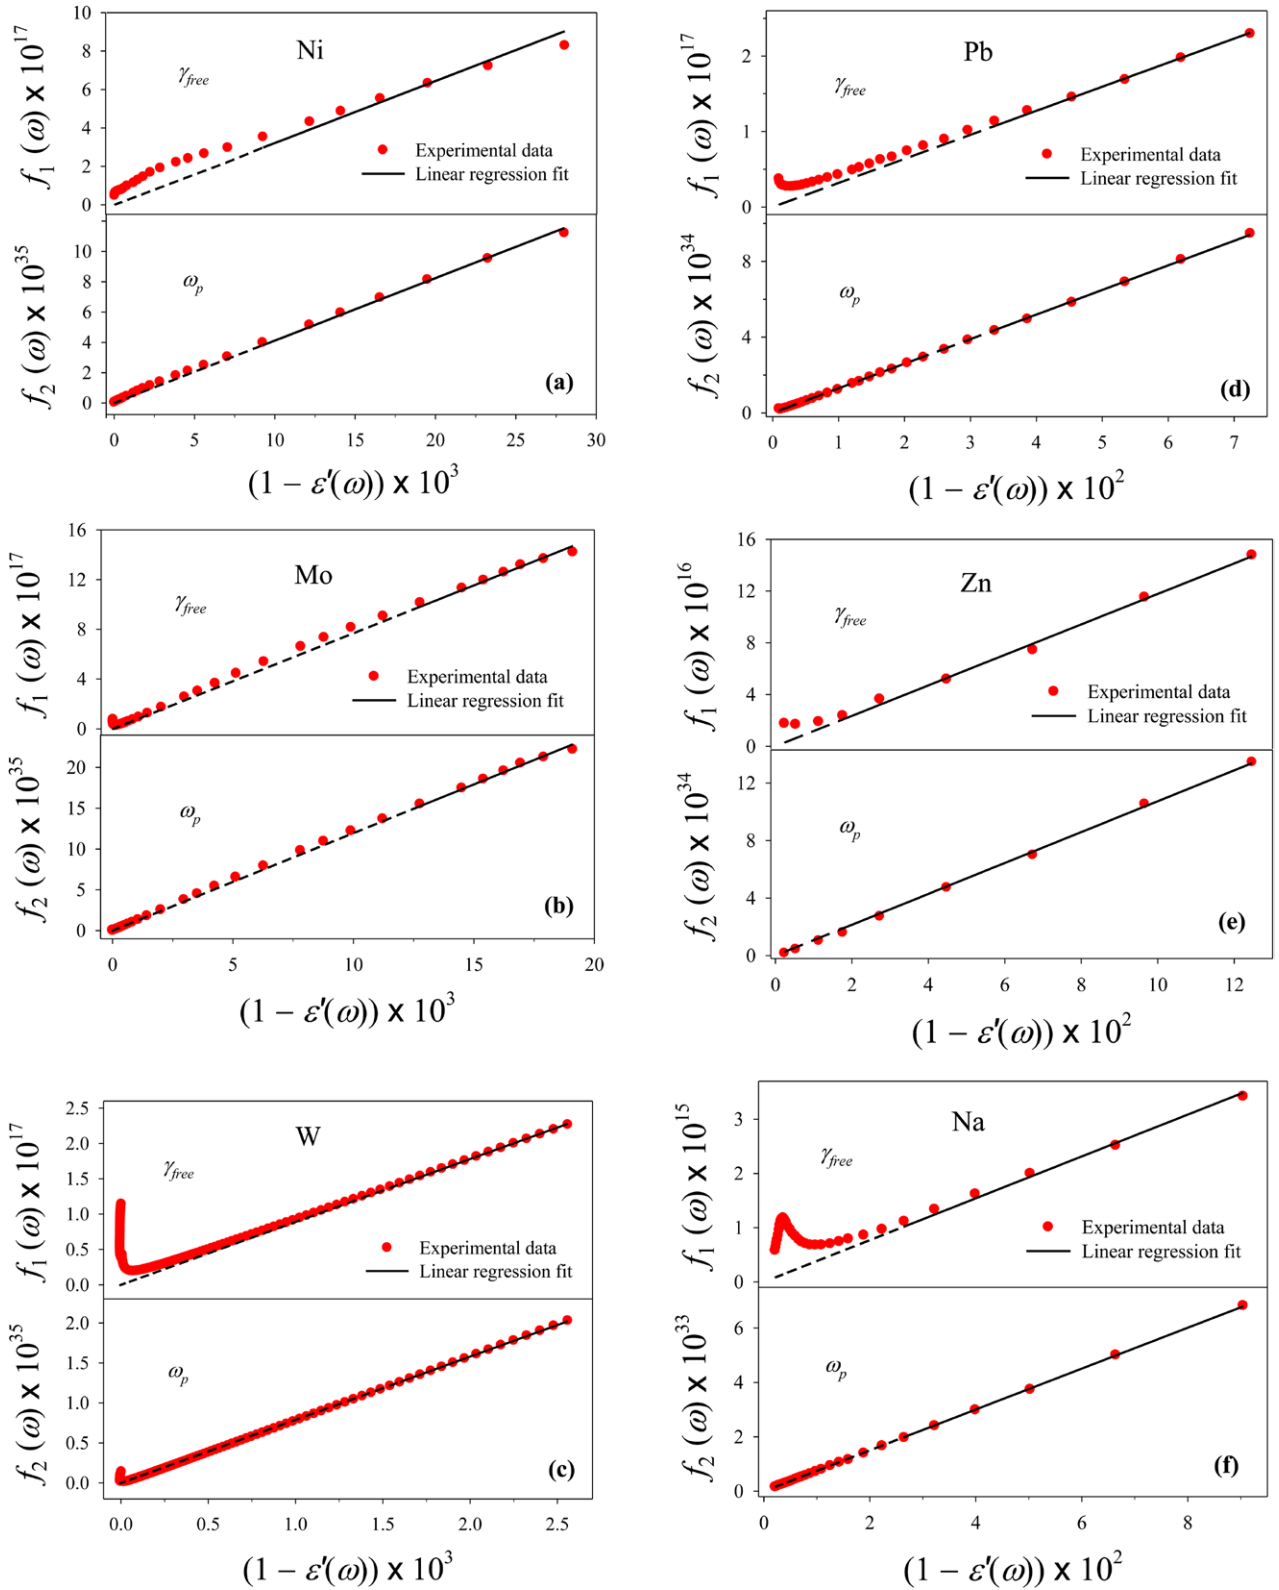 Ni
γfree
f1 (ω) x 10^17
10
8
6
4
2
0
Experimental data
Linear regression fit
ωp
f2 (ω) x 10^35
10
8
6
4
2
0
(a)
0 5 10 15 20 25 30
(1 – ε′(ω)) x 10^3
Pb
γfree
f1 (ω) x 10^17
2
1
0
Experimental data
Linear regression fit
ωp
f2 (ω) x 10^34
8
4
0
(d)
0 1 2 3 4 5 6 7
(1 – ε′(ω)) x 10^2
Mo
γfree
f1 (ω) x 10^17
16
12
8
4
0
Experimental data
Linear regression fit
ωp
f2 (ω) x 10^35
20
15
10
5
0
(b)
0 5 10 15 20
(1 – ε′(ω)) x 10^3
Zn
γfree
f1 (ω) x 10^16
16
12
8
4
0
Experimental data
Linear regression fit
ωp
f2 (ω) x 10^34
12
8
4
0
(e)
0 2 4 6 8 10 12
(1 – ε′(ω)) x 10^2
W
γfree
f1 (ω) x 10^17
2.5
2.0
1.5
1.0
0.5
0.0
Experimental data
Linear regression fit
ωp
f2 (ω) x 10^35
2.0
1.5
1.0
0.5
0.0
(c)
0.0 0.5 1.0 1.5 2.0 2.5
(1 – ε′(ω)) x 10^3
Na
γfree
f1 (ω) x 10^15
3
2
1
0
Experimental data
Linear regression fit
ωp
f2 (ω) x 10^33
6
4
2
0
(f)
0 2 4 6 8
(1 – ε′(ω)) x 10^2